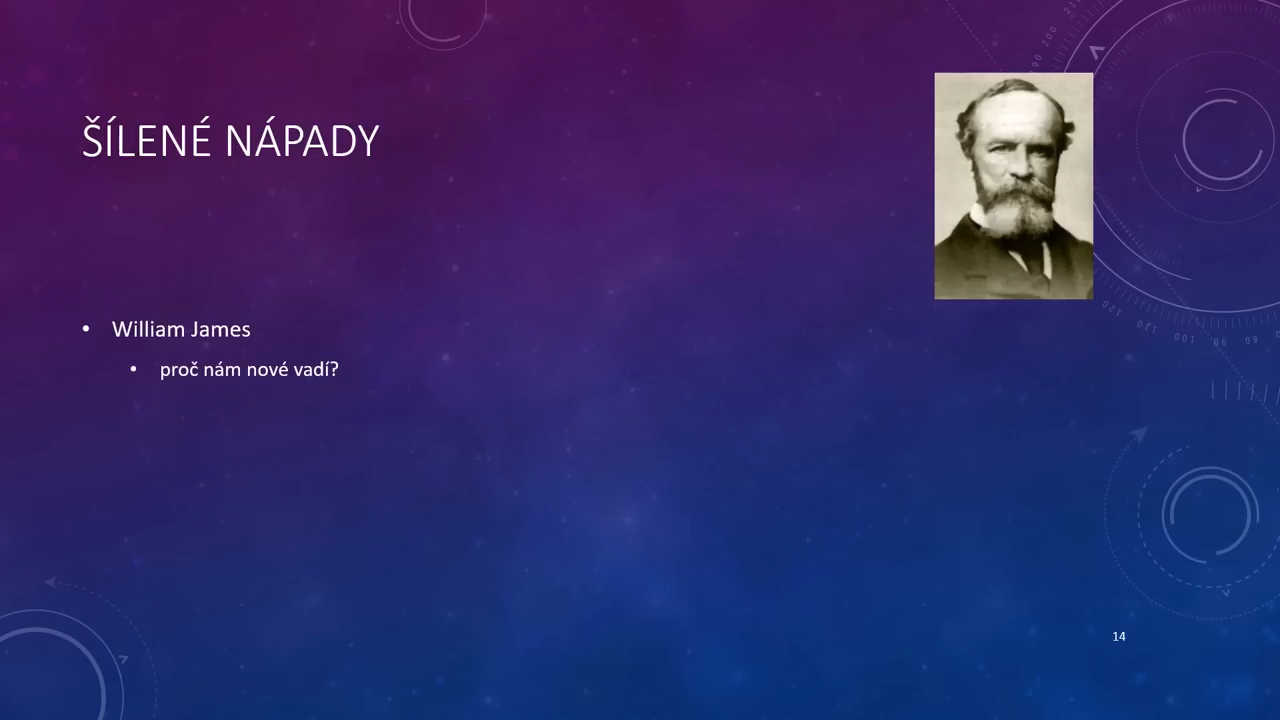 ŠÍLENÉ NÁPADY
• William James
• proč nám nové vadí?
14